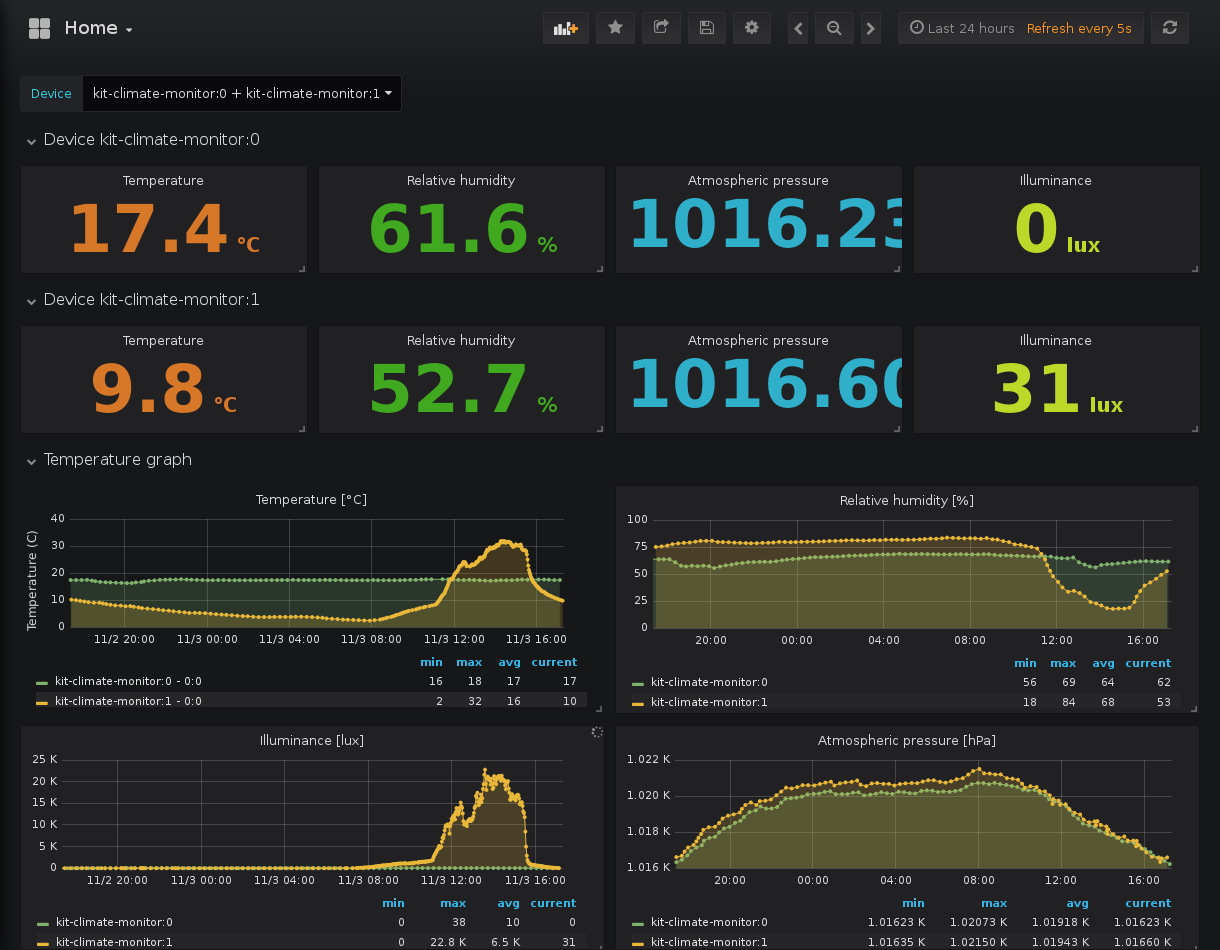 Home
Last 24 hours Refresh every 5s
Device kit-climate-monitor:0 + kit-climate-monitor:1
Device kit-climate-monitor:0
Temperature Relative humidity Atmospheric pressure Illuminance
17.4 °C 61.6 % 1016.23 0 lux
Device kit-climate-monitor:1
Temperature Relative humidity Atmospheric pressure Illuminance
9.8 °C 52.7 % 1016.60 31 lux
Temperature graph
Temperature [°C]
Temperature (C)
40
30
20
10
0
11/2 20:00 11/3 00:00 11/3 04:00 11/3 08:00 11/3 12:00 11/3 16:00
min max avg current
kit-climate-monitor:0 - 0:0 16 18 17 17
kit-climate-monitor:1 - 0:0 2 32 16 10
Relative humidity [%]
100
75
50
25
0
20:00 00:00 04:00 08:00 12:00 16:00
min max avg current
kit-climate-monitor:0 56 69 64 62
kit-climate-monitor:1 18 84 68 53
Illuminance [lux]
25 K
20 K
15 K
10 K
5 K
0
11/2 20:00 11/3 00:00 11/3 04:00 11/3 08:00 11/3 12:00 11/3 16:00
min max avg current
kit-climate-monitor:0 0 38 10 0
kit-climate-monitor:1 0 22.8 K 6.5 K 31
Atmospheric pressure [hPa]
1.022 K
1.020 K
1.018 K
1.016 K
20:00 00:00 04:00 08:00 12:00 16:00
min max avg current
kit-climate-monitor:0 1.01623 K 1.02073 K 1.01918 K 1.01623 K
kit-climate-monitor:1 1.01635 K 1.02150 K 1.01943 K 1.01660 K